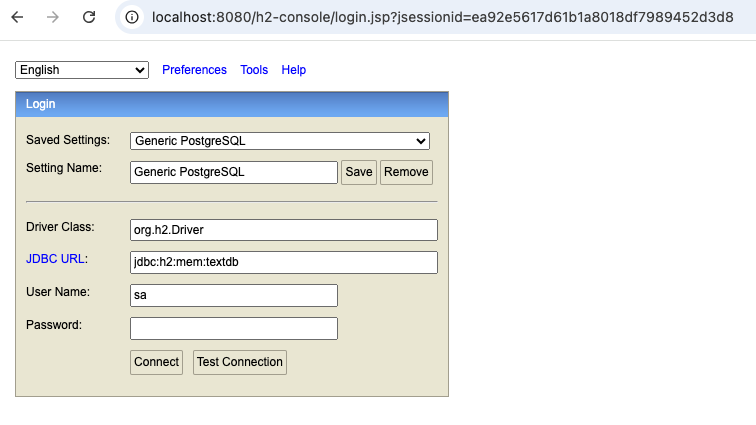 localhost:8080/h2-console/login.jsp?jsessionid=ea92e5617d61b1a8018df7989452d3d8
English Preferences Tools Help
Login
Saved Settings: Generic PostgreSQL
Setting Name: Generic PostgreSQL Save Remove
Driver Class: org.h2.Driver
JDBC URL: jdbc:h2:mem:textdb
User Name: sa
Password:
Connect Test Connection